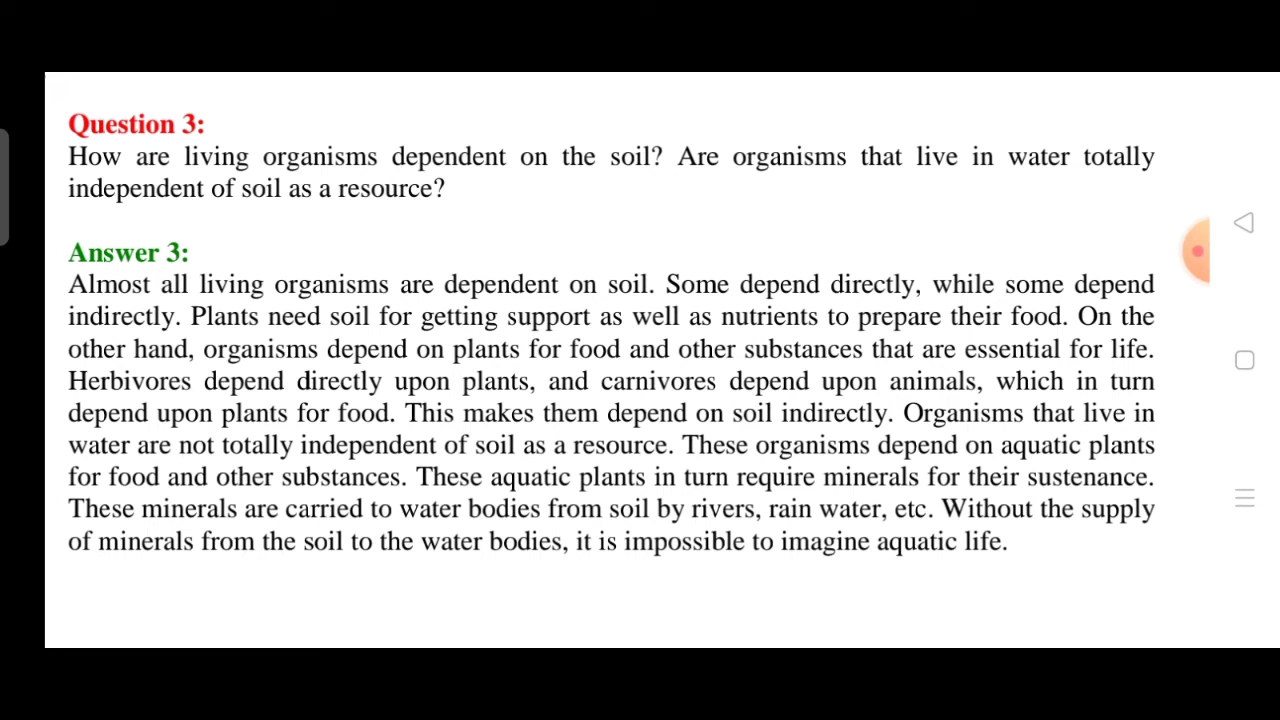 Question 3:
How are living organisms dependent on the soil? Are organisms that live in water totally
independent of soil as a resource?
Answer 3:
Almost all living organisms are dependent on soil. Some depend directly, while some depend
indirectly. Plants need soil for getting support as well as nutrients to prepare their food. On the
other hand, organisms depend on plants for food and other substances that are essential for life.
Herbivores depend directly upon plants, and carnivores depend upon animals, which in turn
depend upon plants for food. This makes them depend on soil indirectly. Organisms that live in
water are not totally independent of soil as a resource. These organisms depend on aquatic plants
for food and other substances. These aquatic plants in turn require minerals for their sustenance.
These minerals are carried to water bodies from soil by rivers, rain water, etc. Without the supply
of minerals from the soil to the water bodies, it is impossible to imagine aquatic life.